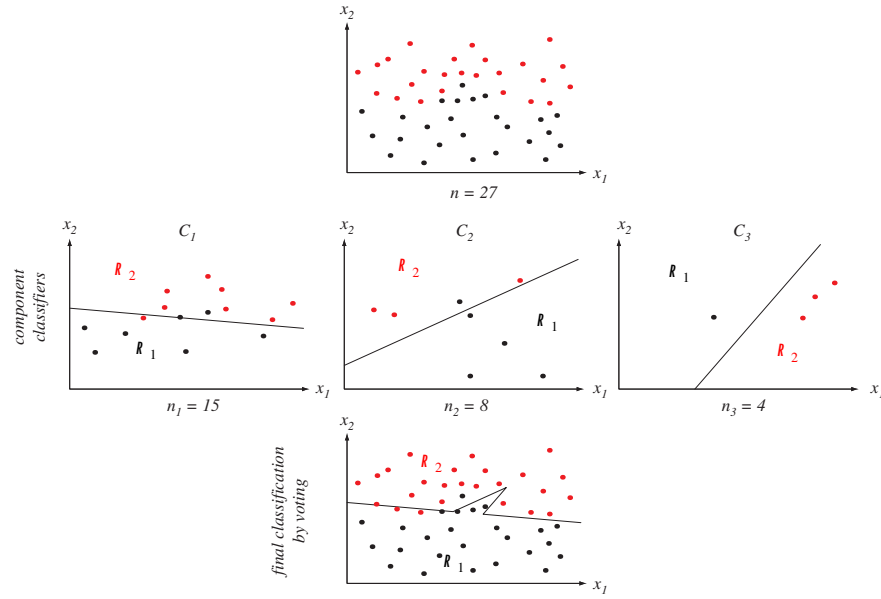 x2
x1
n = 27
component
classifiers
x2
C1
R2
R1
x1
n1 = 15
x2
C2
R2
R1
x1
n2 = 8
x2
C3
R1
R2
x1
n3 = 4
final classification
by voting
x2
R2
R1
x1